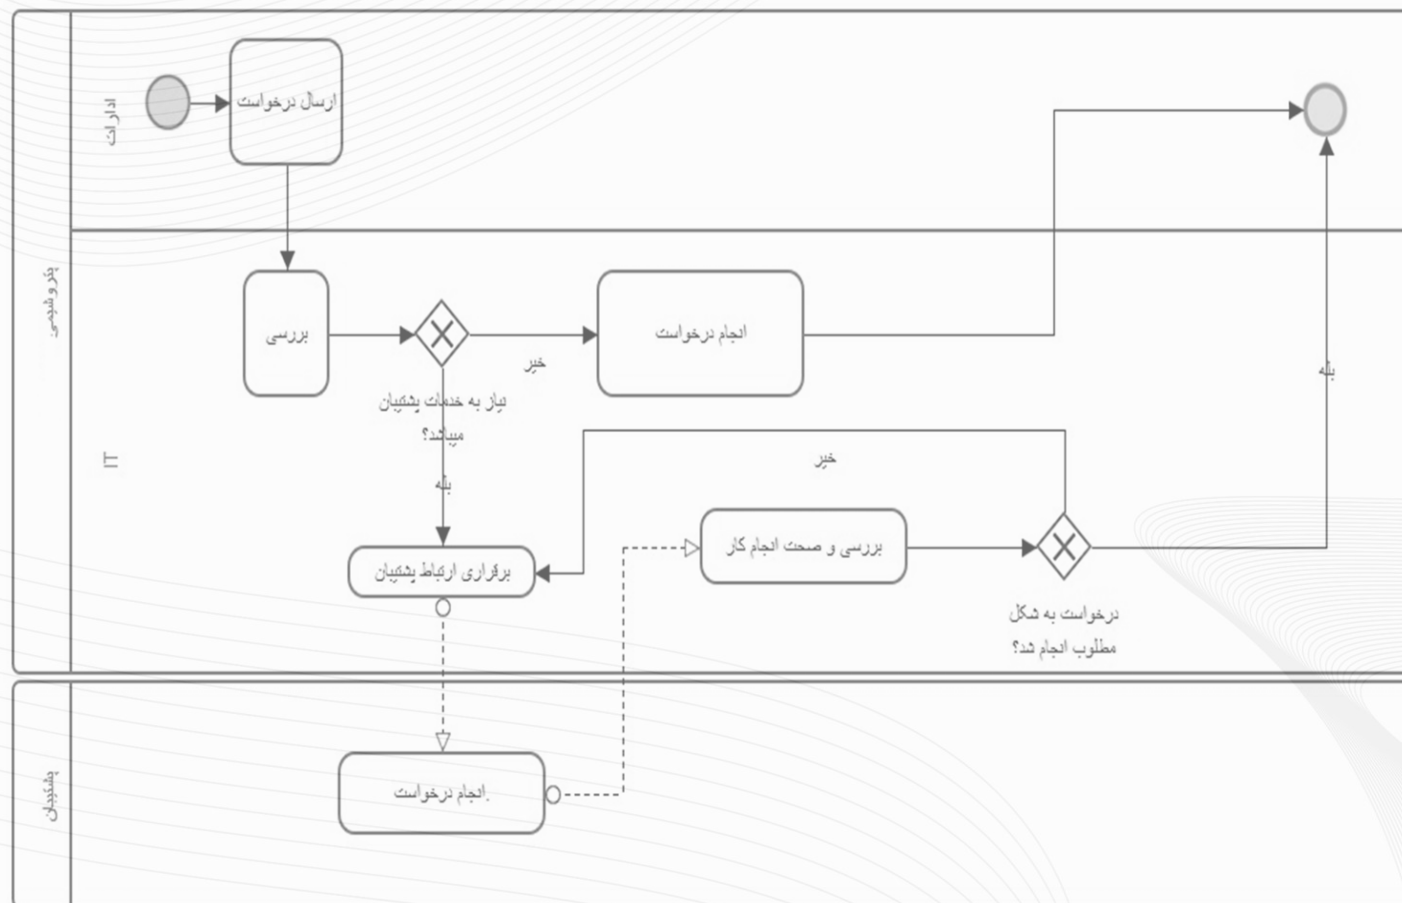 ادارات
ارسال درخواست
پتروشیمی
بررسی
انجام درخواست
خیر
نیاز به خدمات پشتیبان
میباشد؟
بله
بله
IT
خیر
برقراری ارتباط پشتیبان
بررسی و صحت انجام کار
درخواست به شکل
مطلوب انجام شد؟
پشتیبان
انجام درخواست.